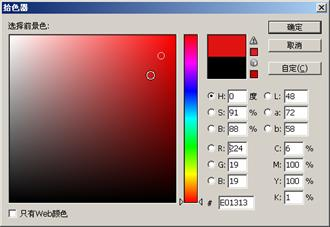 拾色器
选择前景色:
确定
取消
自定(C)
H: 0 度
S: 91 %
B: 88 %
R: 224
G: 19
B: 19
# E01313
L: 48
a: 72
b: 58
C: 6 %
M: 100 %
Y: 100 %
K: 1 %
只有Web颜色